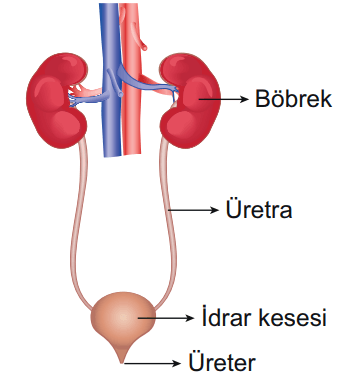 Böbrek
Üretra
İdrar kesesi
Üreter